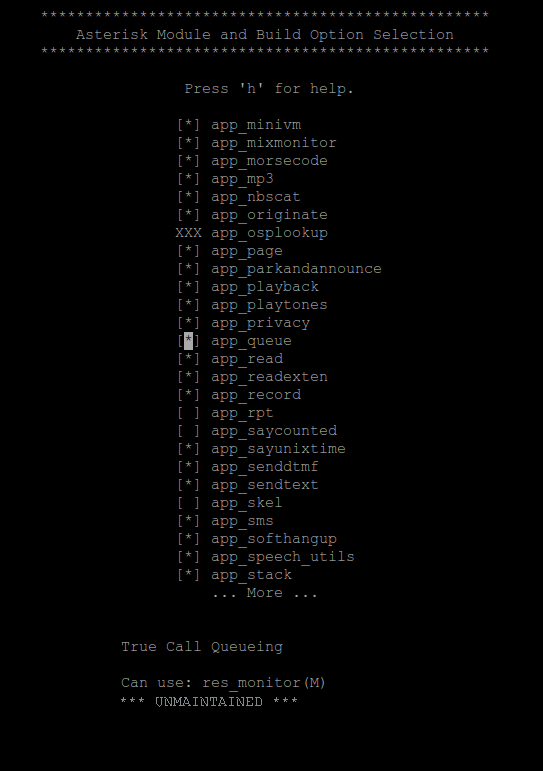 **************************************************
Asterisk Module and Build Option Selection
**************************************************
Press 'h' for help.
[*] app_minivm
[*] app_mixmonitor
[*] app_morsecode
[*] app_mp3
[*] app_nbscat
[*] app_originate
XXX app_osplookup
[*] app_page
[*] app_parkandannounce
[*] app_playback
[*] app_playtones
[*] app_privacy
[*] app_queue
[*] app_read
[*] app_readexten
[*] app_record
[ ] app_rpt
[ ] app_saycounted
[*] app_sayunixtime
[*] app_senddtmf
[*] app_sendtext
[ ] app_skel
[*] app_sms
[*] app_softhangup
[*] app_speech_utils
[*] app_stack
... More ...
True Call Queueing
Can use: res_monitor(M)
*** UNMAINTAINED ***